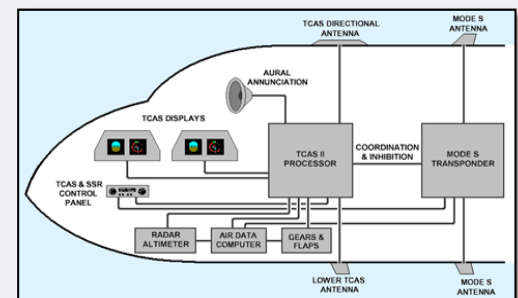 TCAS DIRECTIONAL
ANTENNA
MODE S
ANTENNA
AURAL
ANNUNCIATION
TCAS DISPLAYS
TCAS II
PROCESSOR
COORDINATION
& INHIBITION
MODE S
TRANSPONDER
TCAS & SSR
CONTROL
PANEL
RADAR
ALTIMETER
AIR DATA
COMPUTER
GEARS &
FLAPS
LOWER TCAS
ANTENNA
MODE S
ANTENNA